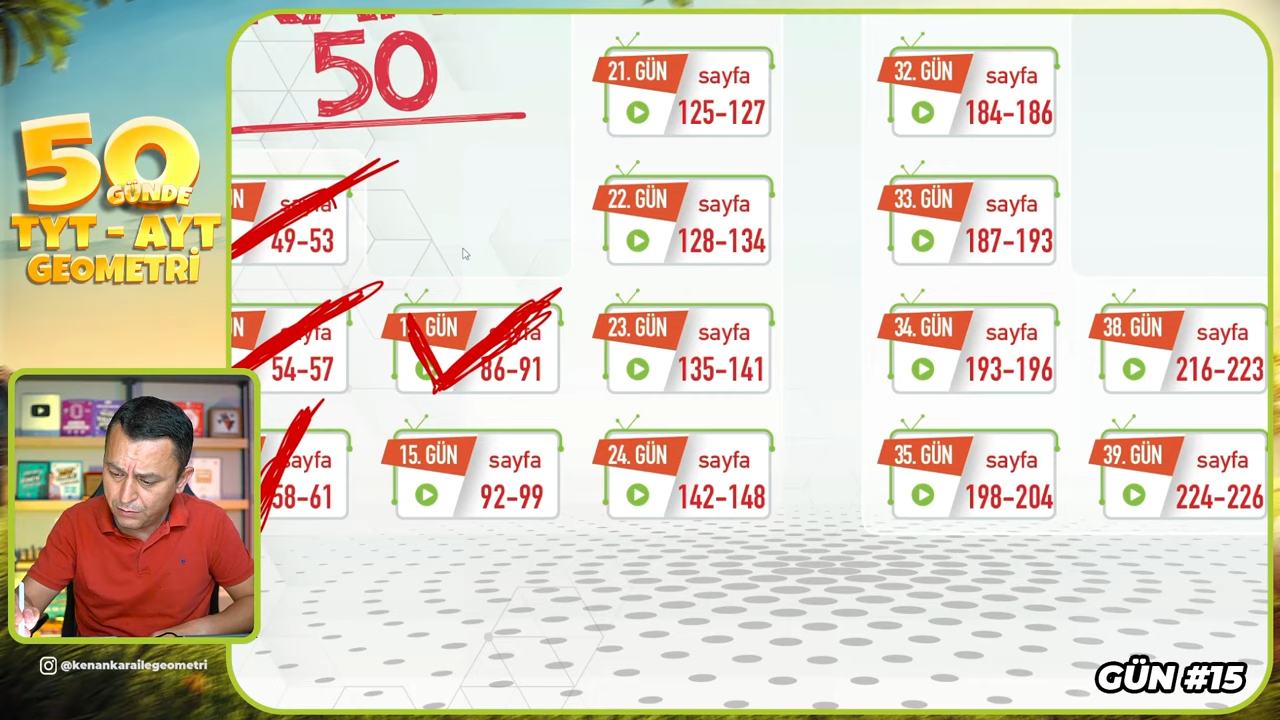 50
GÜNDE
TYT - AYT
GEOMETRİ
50
sayfa
49-53
sayfa
54-57
sayfa
58-61
GÜN
sayfa
86-91
15. GÜN
sayfa
92-99
21. GÜN
sayfa
125-127
22. GÜN
sayfa
128-134
23. GÜN
sayfa
135-141
24. GÜN
sayfa
142-148
32. GÜN
sayfa
184-186
33. GÜN
sayfa
187-193
34. GÜN
sayfa
193-196
35. GÜN
sayfa
198-204
38. GÜN
sayfa
216-223
39. GÜN
sayfa
224-226
@kenankarailegeometri
GÜN #15